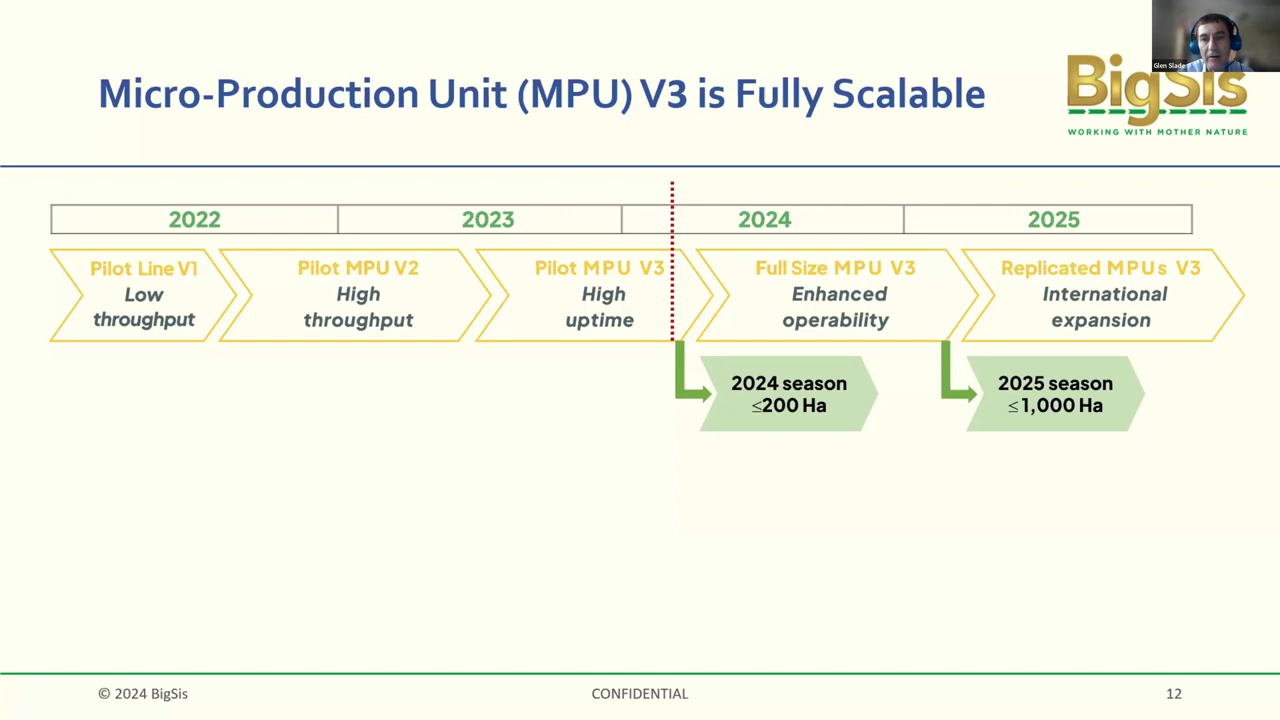 Glen Slade
Micro-Production Unit (MPU) V3 is Fully Scalable
BigSis
WORKING WITH MOTHER NATURE
2022
2023
2024
2025
Pilot Line V1
Low
throughput
Pilot MPU V2
High
throughput
Pilot MPU V3
High
uptime
Full Size MPU V3
Enhanced
operability
Replicated MPUs V3
International
expansion
2024 season
≤200 Ha
2025 season
≤ 1,000 Ha
© 2024 BigSis
CONFIDENTIAL
12